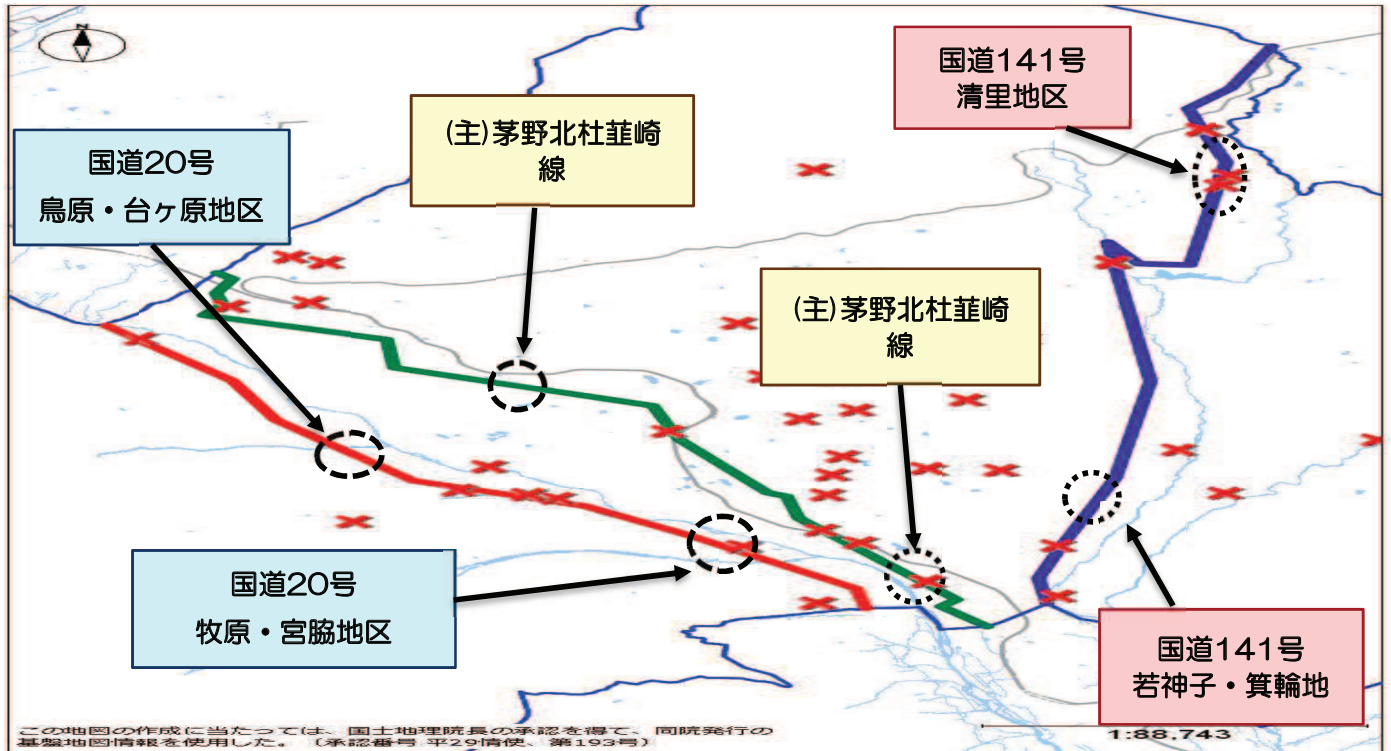 N
国道141号
清里地区
(主)茅野北杜韮崎
線
国道20号
鳥原・台ヶ原地区
(主)茅野北杜韮崎
線
国道20号
牧原・宮脇地区
国道141号
若神子・箕輪地
この地図の作成に当たっては、国土地理院長の承認を得て、同院発行の
基盤地図情報を使用した。（承認番号 平29情使、第193号）
1:88,743